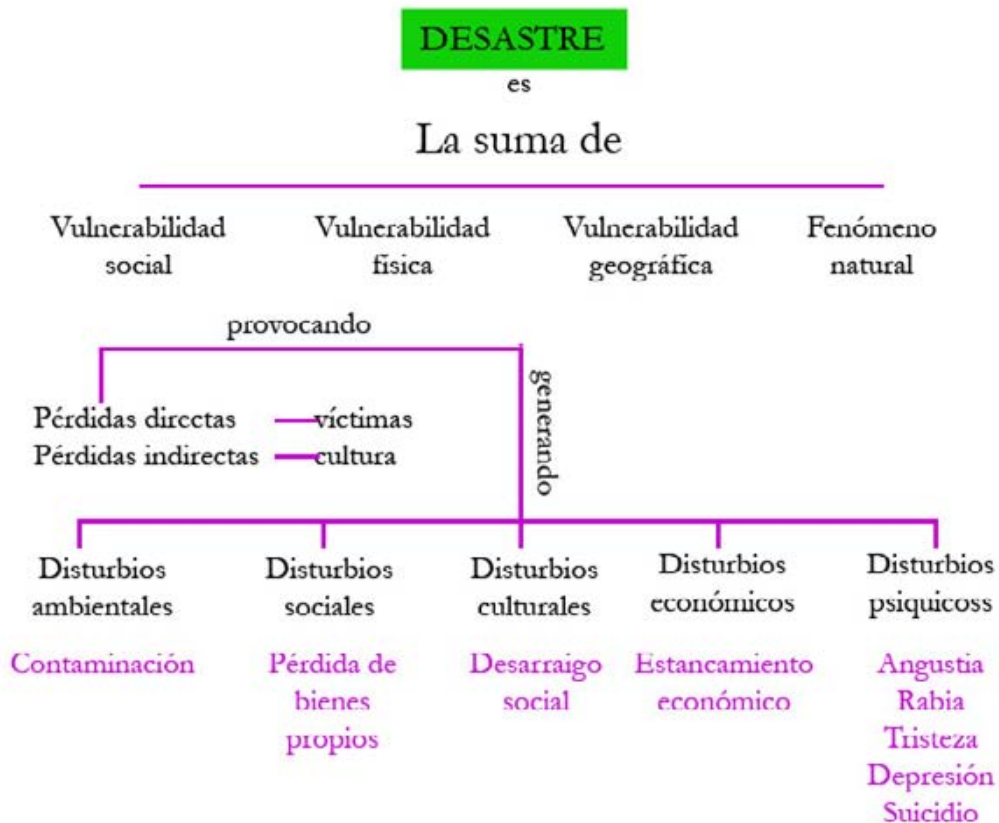 DESASTRE
es
La suma de
Vulnerabilidad social
Vulnerabilidad física
Vulnerabilidad geográfica
Fenómeno natural
provocando
generando
Pérdidas directas víctimas
Pérdidas indirectas cultura
Disturbios ambientales
Contaminación
Disturbios sociales
Pérdida de bienes propios
Disturbios culturales
Desarraigo social
Disturbios económicos
Estancamiento económico
Disturbios psiquicoss
Angustia
Rabia
Tristeza
Depresión
Suicidio